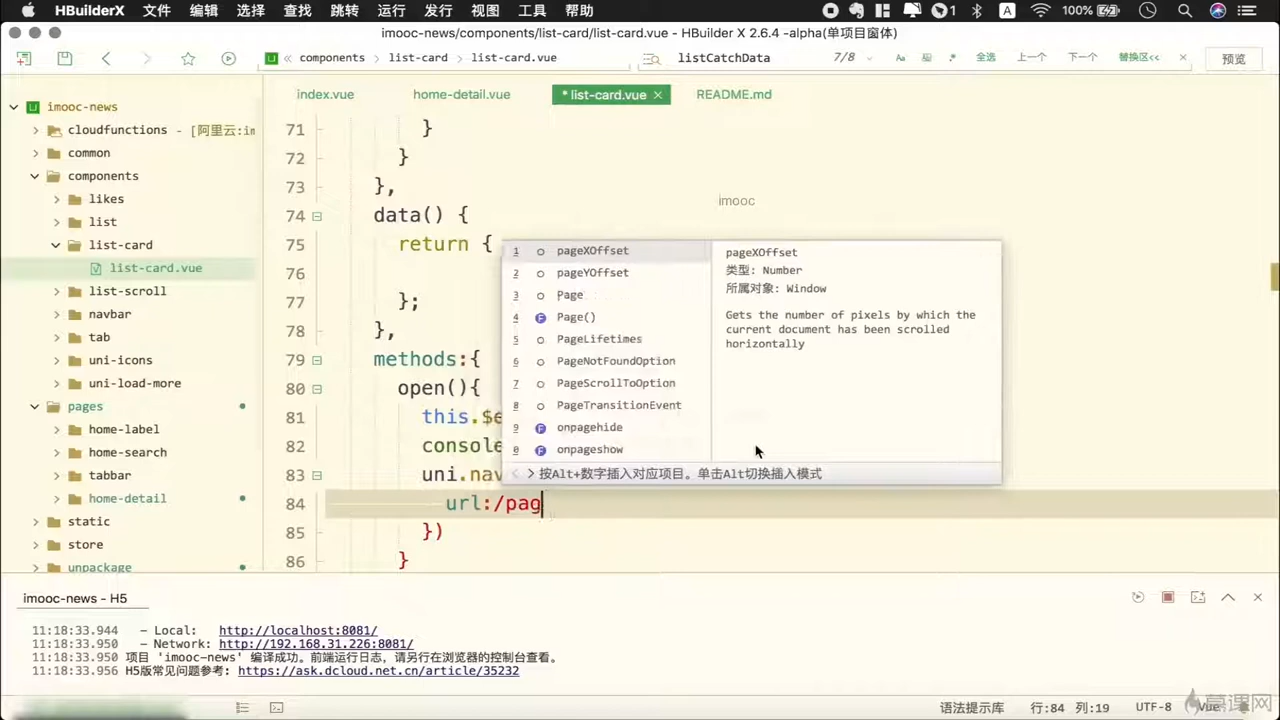 HBuilderX 文件 编辑 选择 查找 跳转 运行 发行 视图 工具 帮助 1 A 100%
imooc-news/components/list-card/list-card.vue - HBuilder X 2.6.4 -alpha(单项目窗体)
components list-card list-card.vue listCatchData 7/8 Aa .* 全选 上一个 下一个 替换区<< 预览
index.vue home-detail.vue * list-card.vue × README.md
imooc-news
cloudfunctions - [阿里云:im
common
components
likes
list
list-card
list-card.vue
list-scroll
navbar
tab
uni-icons
uni-load-more
pages
home-label
home-search
tabbar
home-detail
static
store
unpackage
71 }
72 }
73 },
74 data() {
75 return {
76
77 };
78 },
79 methods:{
80 open(){
81 this.$e
82 console
83 uni.nav
84 url:/pag
85 })
86 }
imooc
1 pageXOffset
2 pageYOffset
3 Page
4 F Page()
5 PageLifetimes
6 PageNotFoundOption
7 PageScrollToOption
8 PageTransitionEvent
9 F onpagehide
0 F onpageshow
pageXOffset
类型: Number
所属对象: Window
Gets the number of pixels by which the
current document has been scrolled
horizontally
按Alt+数字插入对应项目。单击Alt切换插入模式
imooc-news - H5
11:18:33.944 - Local: http://localhost:8081/
11:18:33.950 - Network: http://192.168.31.226:8081/
11:18:33.950 项目 'imooc-news' 编译成功。前端运行日志，请另行在浏览器的控制台查看。
11:18:33.956 H5版常见问题参考: https://ask.dcloud.net.cn/article/35232
语法提示库 行:84 列:19 UTF-8 Vue
慕课网